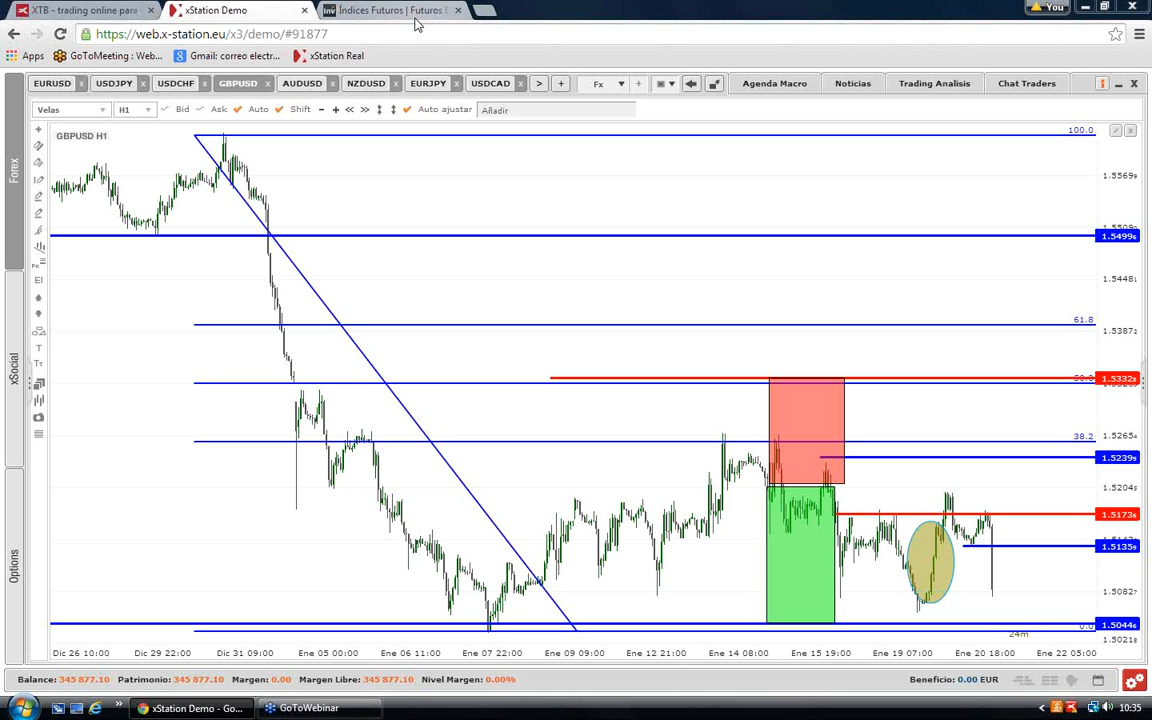 XTB - trading online para
xStation Demo
Índices Futuros | Futuros
You
https://web.x-station.eu/x3/demo/#91877
Apps
GoToMeeting : Web...
Gmail: correo electr...
xStation Real
EURUSD
USDJPY
USDCHF
GBPUSD
AUDUSD
NZDUSD
EURJPY
USDCAD
Fx
Agenda Macro
Noticias
Trading Analisis
Chat Traders
Velas
H1
Bid
Ask
Auto
Shift
Auto ajustar
Añadir
GBPUSD H1
Forex
xSocial
Options
EI
T
100.0
1.5569
1.5499
1.5448
61.8
1.5387
1.5332
38.2
1.5265
1.5239
1.5204
1.5173
1.5135
1.5082
1.5044
0.0
1.5021
24m
Dic 26 10:00
Dic 29 22:00
Dic 31 09:00
Ene 05 00:00
Ene 06 11:00
Ene 07 22:00
Ene 09 09:00
Ene 12 21:00
Ene 14 08:00
Ene 15 19:00
Ene 19 07:00
Ene 20 18:00
Ene 22 05:00
Balance: 345 877.10
Patrimonio: 345 877.10
Margen: 0.00
Margen Libre: 345 877.10
Nivel Margen: 0.00%
Beneficio: 0.00 EUR
xStation Demo - Go...
GoToWebinar
10:35